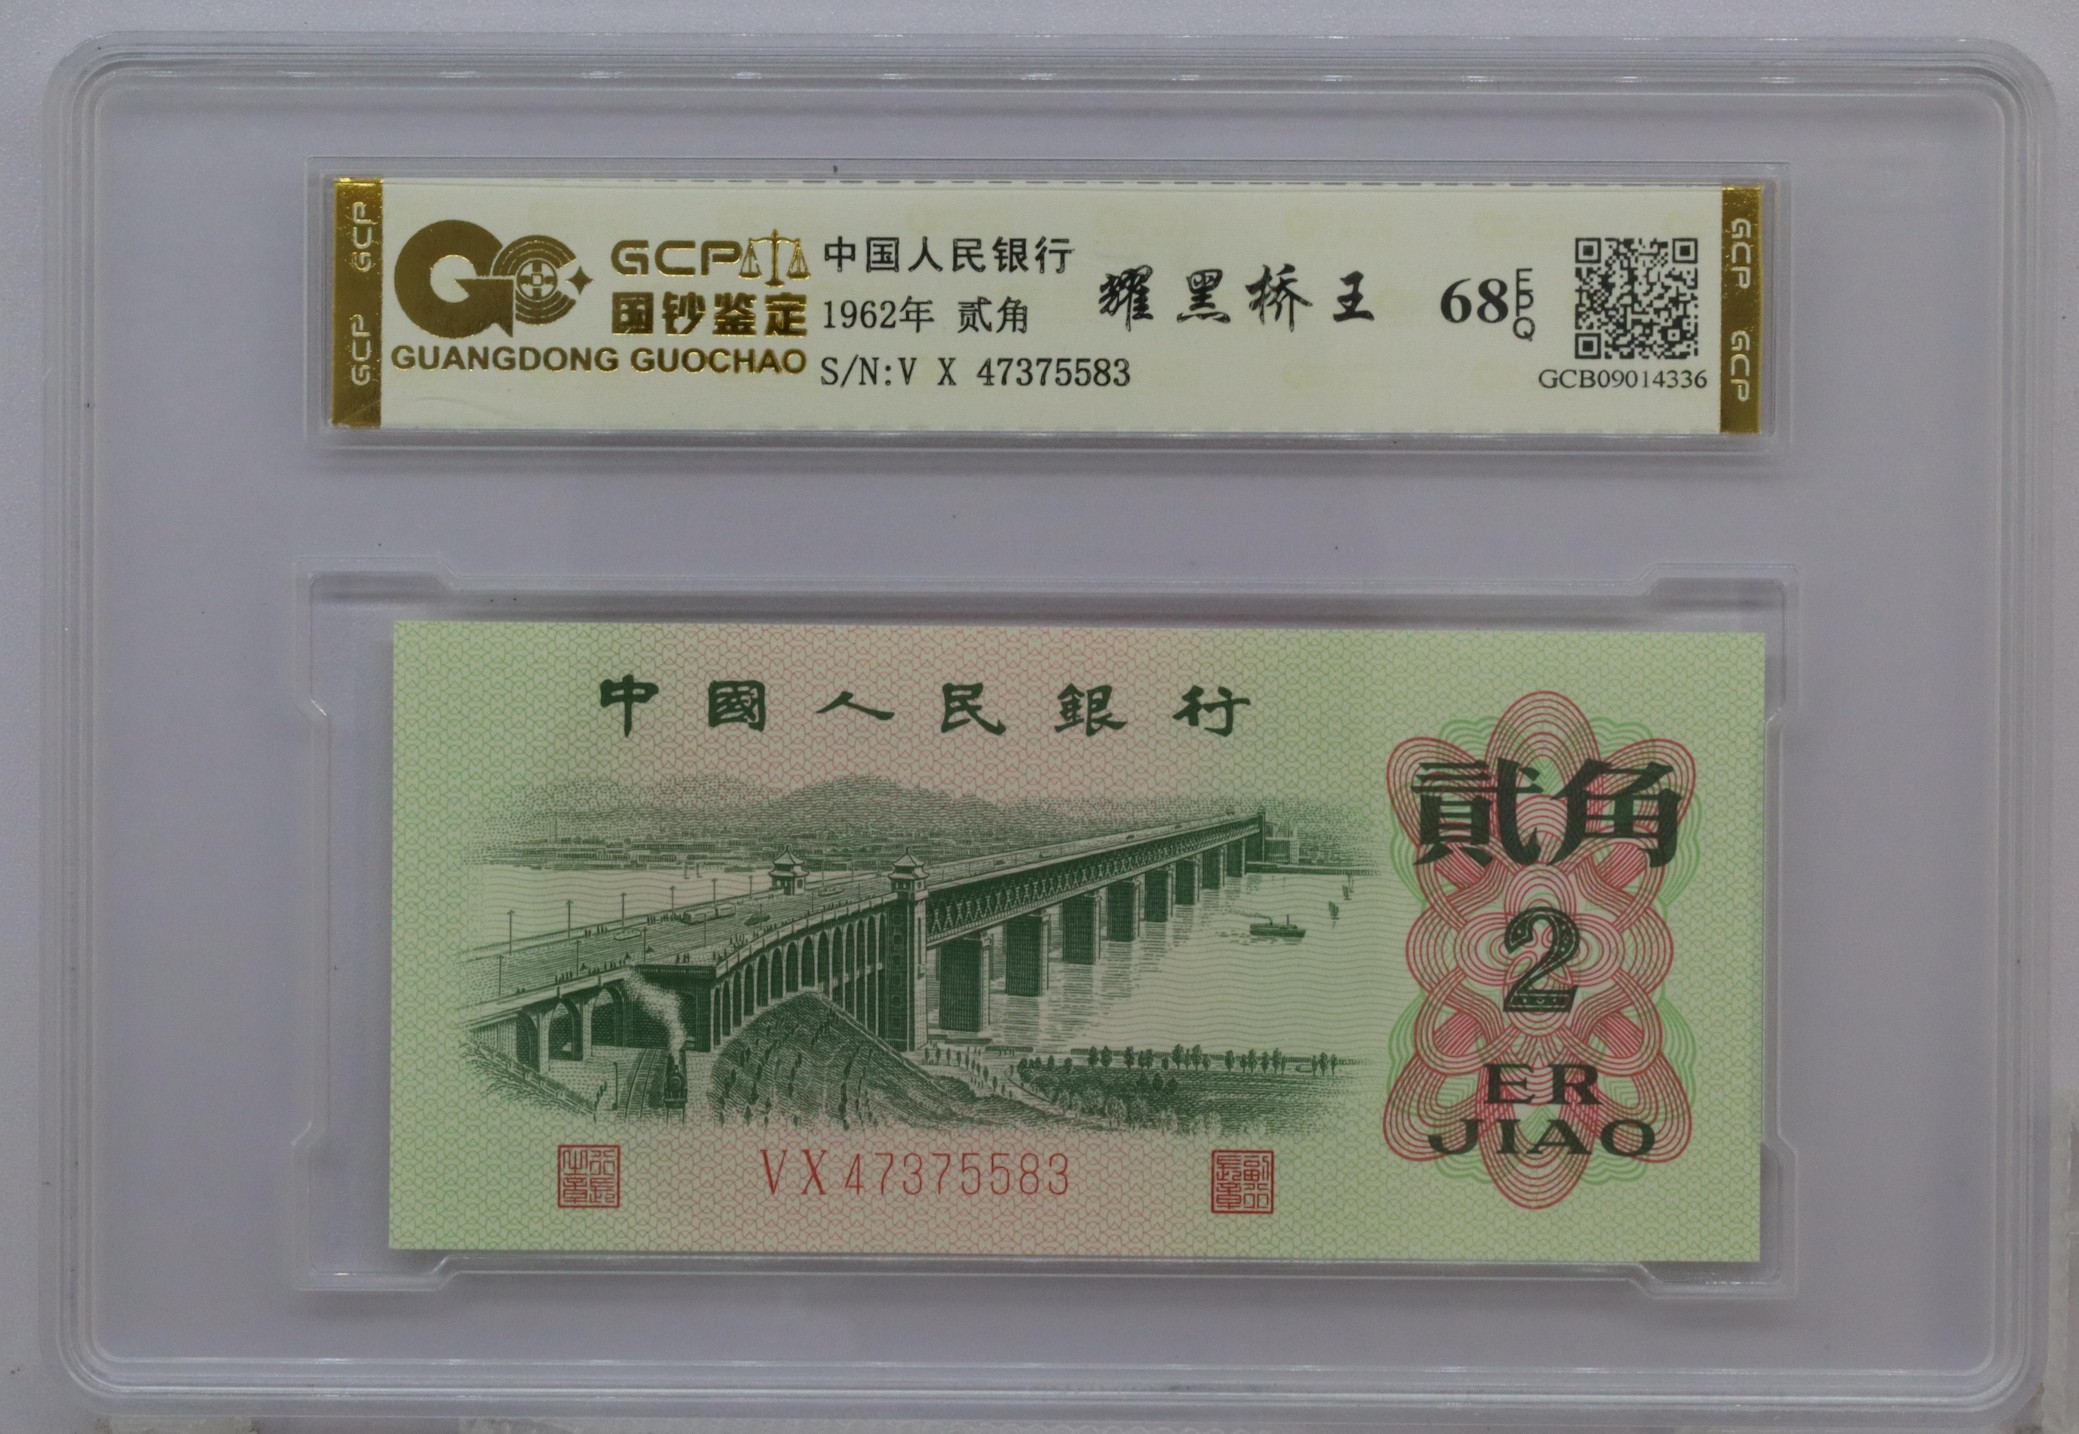 GCP GCP
GCP
国钞鉴定
GUANGDONG GUOCHAO
中国人民银行
1962年 贰角
S/N:V X 47375583
耀黑桥王
68 EPQ
GCB09014336
GCP GCP
中國人民銀行
貳角
2
ER
JIAO
VX47375583